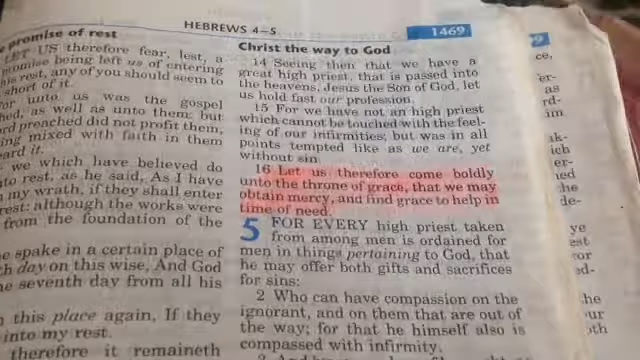 HEBREWS 4–5
1469
promise of rest
LET US therefore fear, lest, a
promise being left us of entering
his rest, any of you should seem to
short of it.
for unto us was the gospel
as well as unto them: but
preached did not profit them,
being mixed with faith in them
heard it.
we which have believed do
into rest, as he said, As I have
my wrath, if they shall enter
rest: although the works were
from the foundation of the
he spake in a certain place of
day on this wise, And God
the seventh day from all his
this place again, If they
into my rest.
therefore it remaineth
Christ the way to God
14 Seeing then that we have a
great high priest, that is passed into
the heavens, Jesus the Son of God, let
us hold fast our profession.
15 For we have not an high priest
which cannot be touched with the feel-
ing of our infirmities; but was in all
points tempted like as we are, yet
without sin.
16 Let us therefore come boldly
unto the throne of grace, that we may
obtain mercy, and find grace to help in
time of need.
5 FOR EVERY high priest taken
from among men is ordained for
men in things pertaining to God, that
he may offer both gifts and sacrifices
for sins:
2 Who can have compassion on the
ignorant, and on them that are out of
the way; for that he himself also is
compassed with infirmity.
ce,
er-
as
rd-
im
ich
er-
he
de-
ye